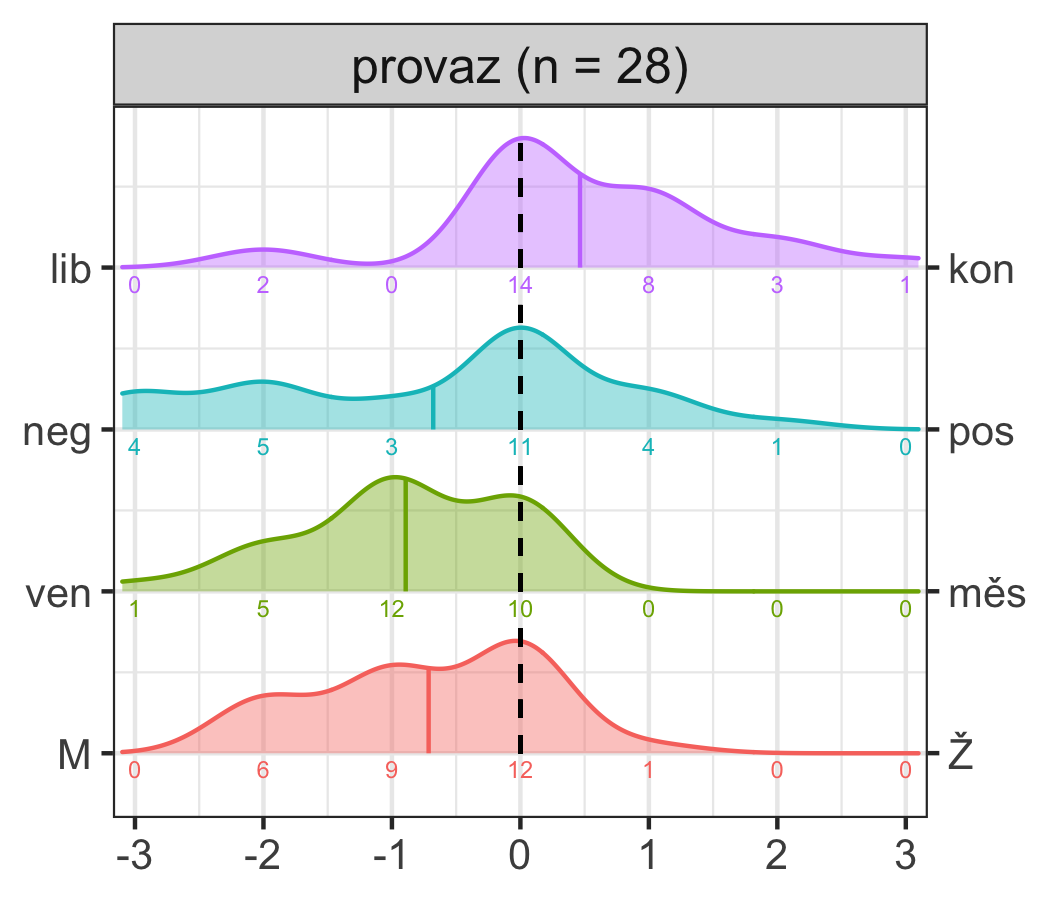 provaz (n = 28)
lib kon
0 2 0 14 8 3 1
neg pos
4 5 3 11 4 1 0
ven měs
1 5 12 10 0 0 0
M Ž
0 6 9 12 1 0 0
-3 -2 -1 0 1 2 3